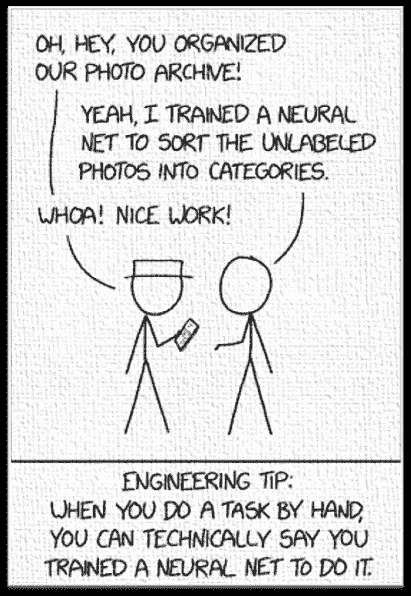 OH, HEY, YOU ORGANIZED
OUR PHOTO ARCHIVE!
YEAH, I TRAINED A NEURAL
NET TO SORT THE UNLABELED
PHOTOS INTO CATEGORIES.
WHOA! NICE WORK!
ENGINEERING TIP:
WHEN YOU DO A TASK BY HAND,
YOU CAN TECHNICALLY SAY YOU
TRAINED A NEURAL NET TO DO IT.